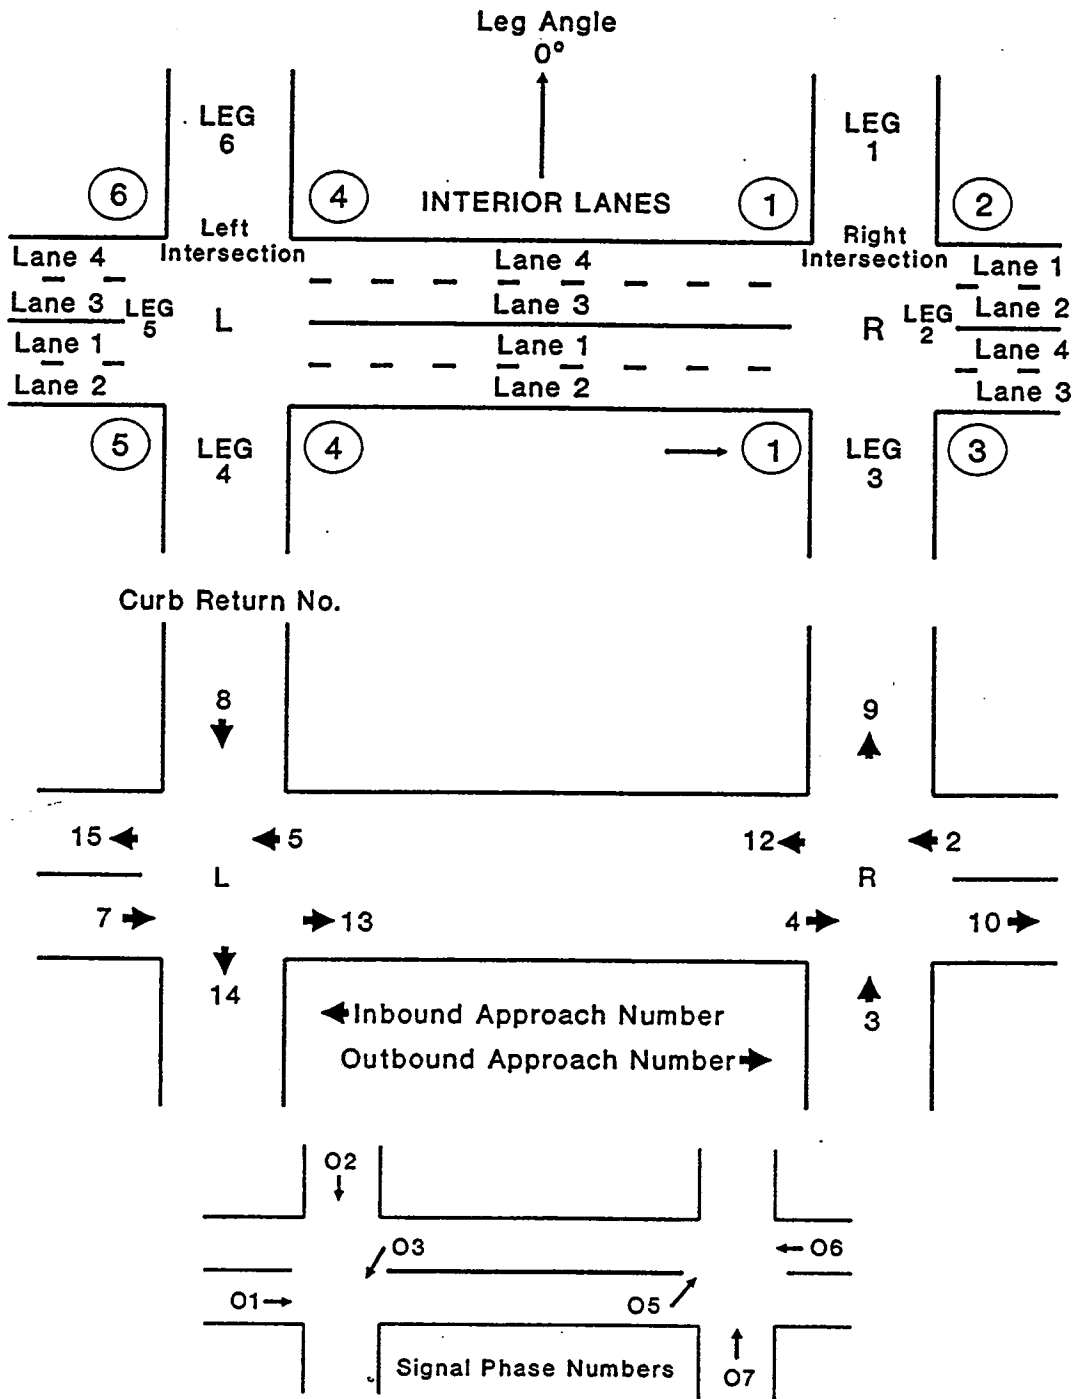 Leg Angle
0°
LEG
6
LEG
1
6
4
INTERIOR LANES
1
2
Left
Intersection
Right
Intersection
Lane 4
Lane 4
Lane 1
Lane 3
LEG
5
L
Lane 3
R
LEG
2
Lane 2
Lane 1
Lane 1
Lane 4
Lane 2
Lane 2
Lane 3
5
LEG
4
4
1
LEG
3
3
Curb Return No.
8
9
15
5
12
2
L
R
7
13
4
10
14
3
Inbound Approach Number
Outbound Approach Number
O2
O3
O6
O1
O5
Signal Phase Numbers
O7